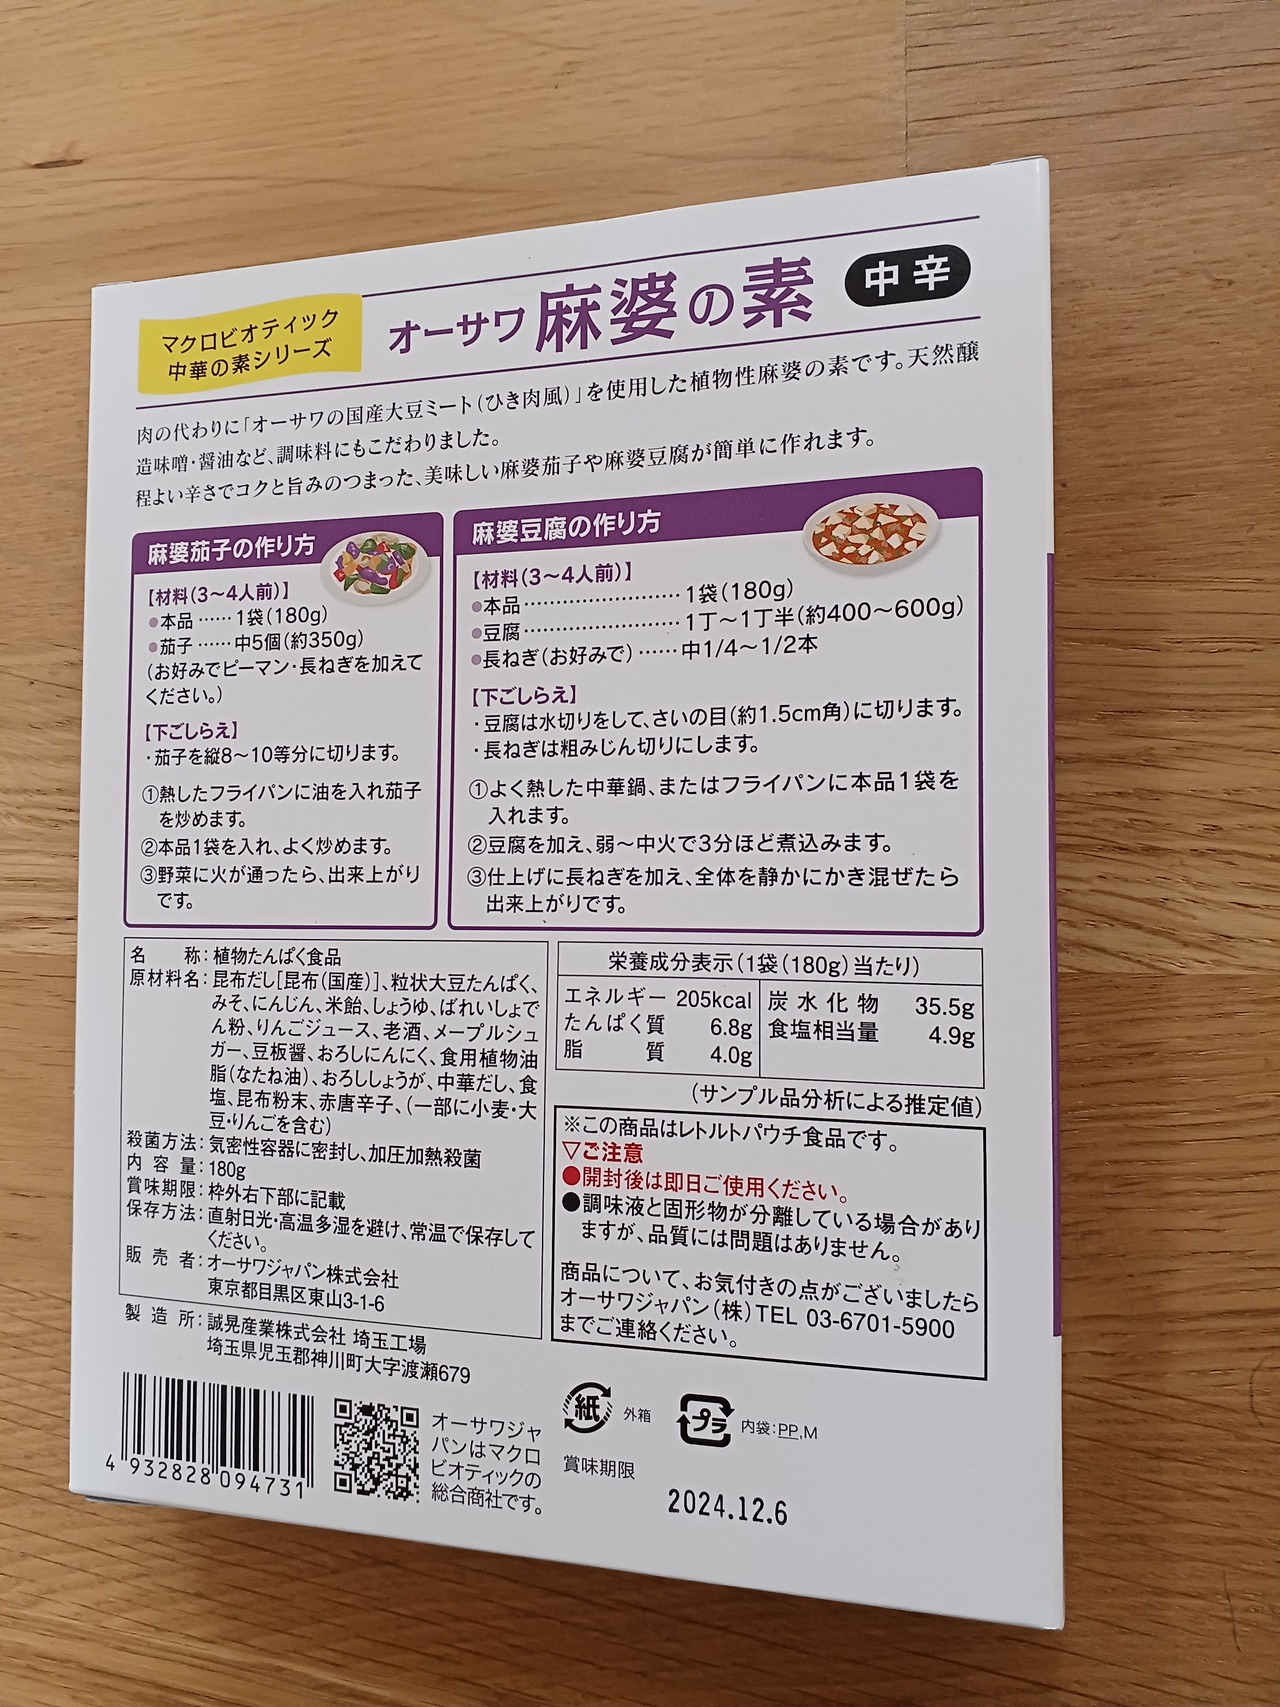 マクロビオティック
中華の素シリーズ
オーサワ麻婆の素 中辛
肉の代わりに「オーサワの国産大豆ミート(ひき肉風)」を使用した植物性麻婆の素です。天然醸
造味噌・醤油など、調味料にもこだわりました。
程よい辛さでコクと旨みのつまった、美味しい麻婆茄子や麻婆豆腐が簡単に作れます。
麻婆茄子の作り方
【材料(3〜4人前)】
●本品……1袋(180g)
●茄子……中5個(約350g)
(お好みでピーマン・長ねぎを加えて
ください。)
【下ごしらえ】
・茄子を縦8〜10等分に切ります。
①熱したフライパンに油を入れ茄子
を炒めます。
②本品1袋を入れ、よく炒めます。
③野菜に火が通ったら、出来上がり
です。
麻婆豆腐の作り方
【材料(3〜4人前)】
●本品……………………1袋(180g)
●豆腐……………………1丁〜1丁半(約400〜600g)
●長ねぎ(お好みで)……中1/4〜1/2本
【下ごしらえ】
・豆腐は水切りをして、さいの目(約1.5cm角)に切ります。
・長ねぎは粗みじん切りにします。
①よく熱した中華鍋、またはフライパンに本品1袋を
入れます。
②豆腐を加え、弱〜中火で3分ほど煮込みます。
③仕上げに長ねぎを加え、全体を静かにかき混ぜたら
出来上がりです。
名称:植物たんぱく食品
原材料名:昆布だし[昆布(国産)]、粒状大豆たんぱく、
みそ、にんじん、米飴、しょうゆ、ばれいしょで
ん粉、りんごジュース、老酒、メープルシュ
ガー、豆板醤、おろしにんにく、食用植物油
脂(なたね油)、おろししょうが、中華だし、食
塩、昆布粉末、赤唐辛子、(一部に小麦・大
豆・りんごを含む)
殺菌方法:気密性容器に密封し、加圧加熱殺菌
内容量:180g
賞味期限:枠外右下部に記載
保存方法:直射日光・高温多湿を避け、常温で保存して
ください。
販売者:オーサワジャパン株式会社
東京都目黒区東山3-1-6
製造所:誠晃産業株式会社 埼玉工場
埼玉県児玉郡神川町大字渡瀬679
栄養成分表示(1袋(180g)当たり)
エネルギー 205kcal 炭水化物 35.5g
たんぱく質 6.8g 食塩相当量 4.9g
脂質 4.0g
(サンプル品分析による推定値)
※この商品はレトルトパウチ食品です。
▽ご注意
●開封後は即日ご使用ください。
●調味液と固形物が分離している場合があり
ますが、品質には問題はありません。
商品について、お気付きの点がございましたら
オーサワジャパン(株)TEL 03-6701-5900
までご連絡ください。
4 932828 094731
オーサワジャ
パンはマクロ
ビオティックの
総合商社です。
紙 外箱 プラ 内袋:PP,M
賞味期限
2024.12.6